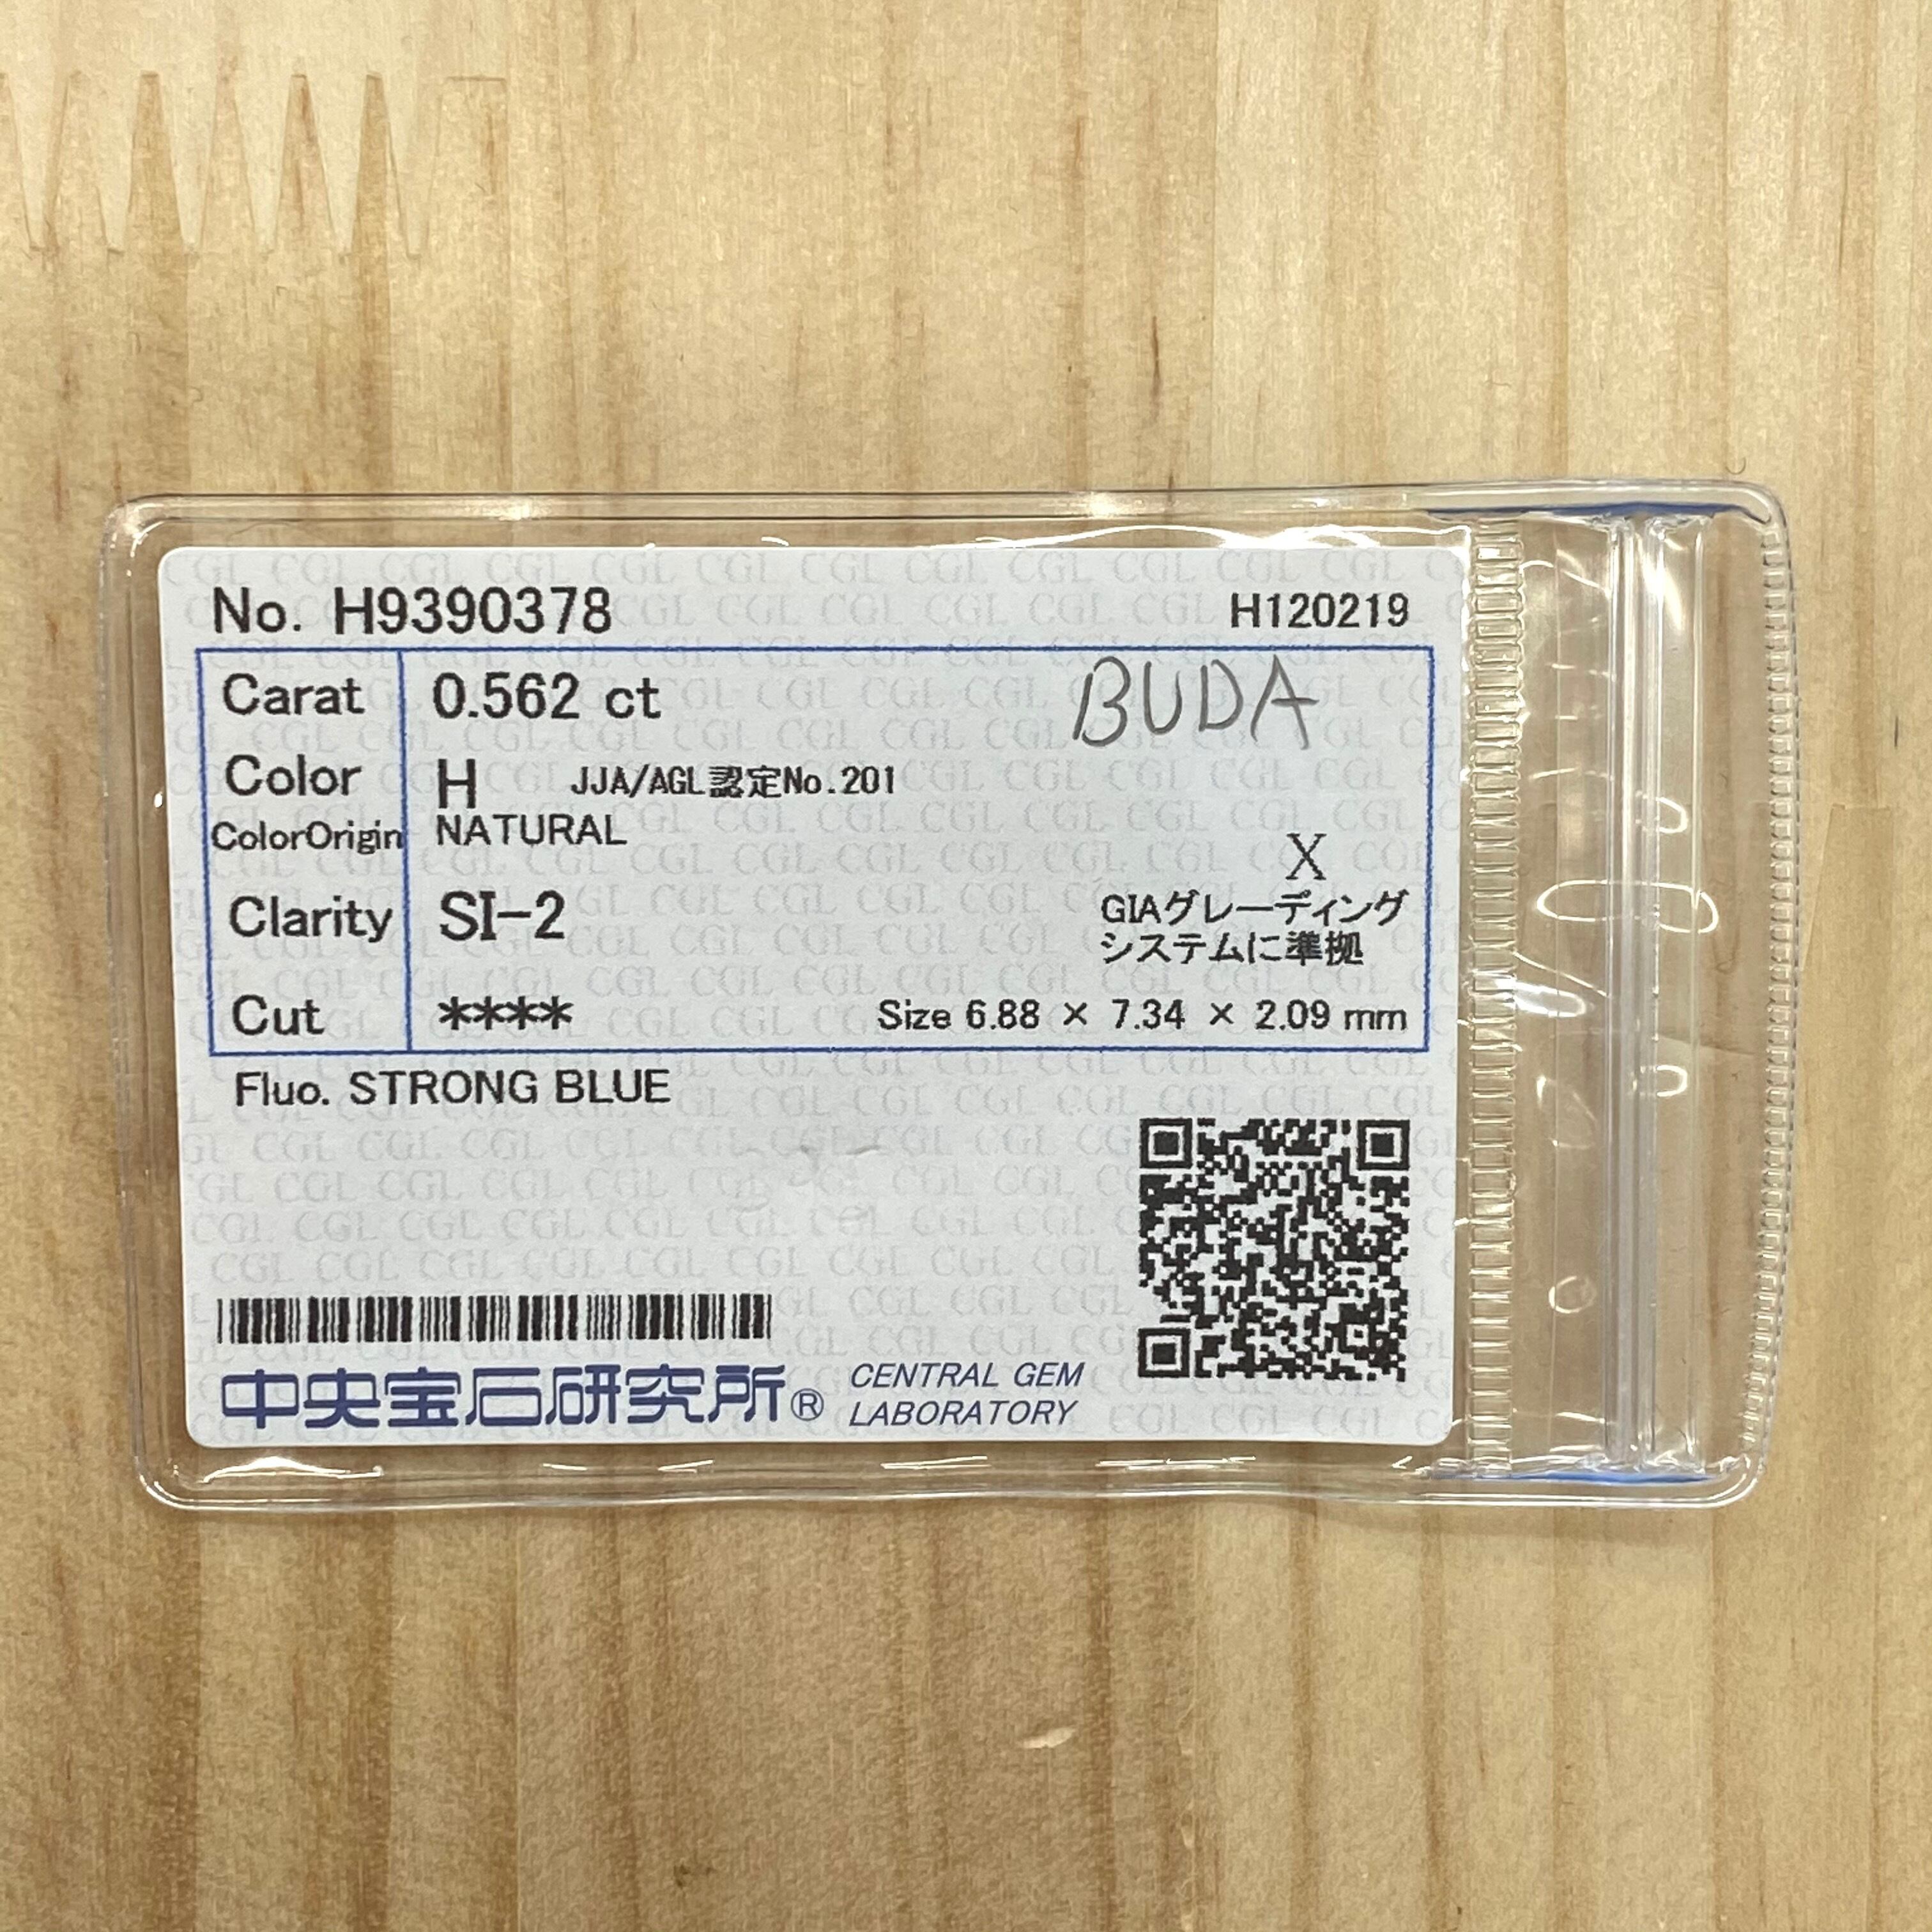 No. H9390378 H120219
Carat 0.562 ct BUDA
Color H JJA/AGL認定No.201
ColorOrigin NATURAL
X
Clarity SI-2 GIAグレーディング
システムに準拠
Cut **** Size 6.88 × 7.34 × 2.09 mm
Fluo. STRONG BLUE
中央宝石研究所® CENTRAL GEM
LABORATORY